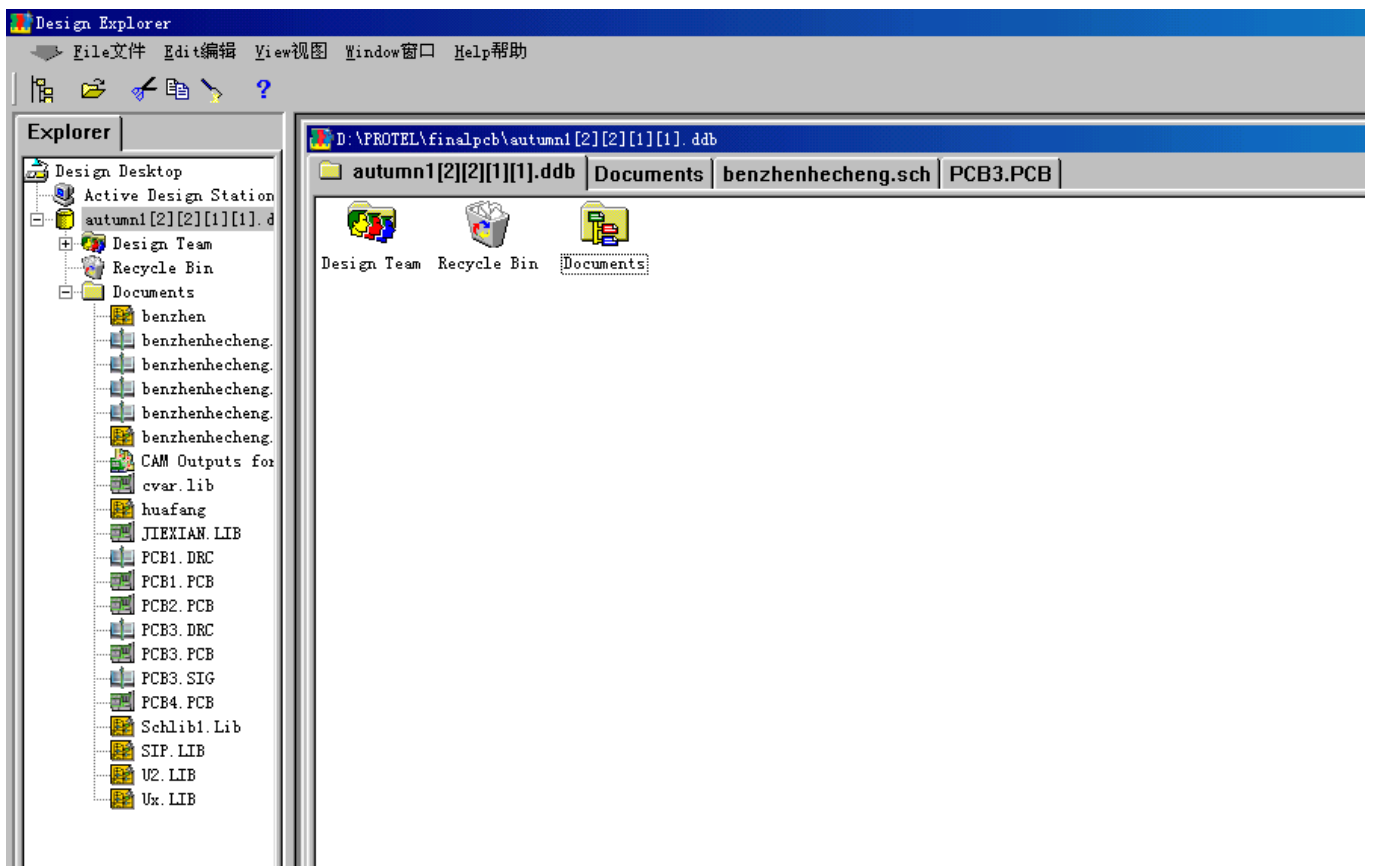 Design Explorer
File文件 Edit编辑 View视图 Window窗口 Help帮助
?
Explorer
Design Desktop
Active Design Station
autumn1[2][2][1][1].d
Design Team
Recycle Bin
Documents
benzhen
benzhenhecheng.
benzhenhecheng.
benzhenhecheng.
benzhenhecheng.
benzhenhecheng.
CAM Outputs for
cvar.lib
huafang
JIEXIAN.LIB
PCB1.DRC
PCB1.PCB
PCB2.PCB
PCB3.DRC
PCB3.PCB
PCB3.SIG
PCB4.PCB
Schlib1.Lib
SIP.LIB
U2.LIB
Ux.LIB
D:\PROTEL\finalpcb\autumn1[2][2][1][1].ddb
autumn1[2][2][1][1].ddb Documents benzhenhecheng.sch PCB3.PCB
Design Team Recycle Bin Documents